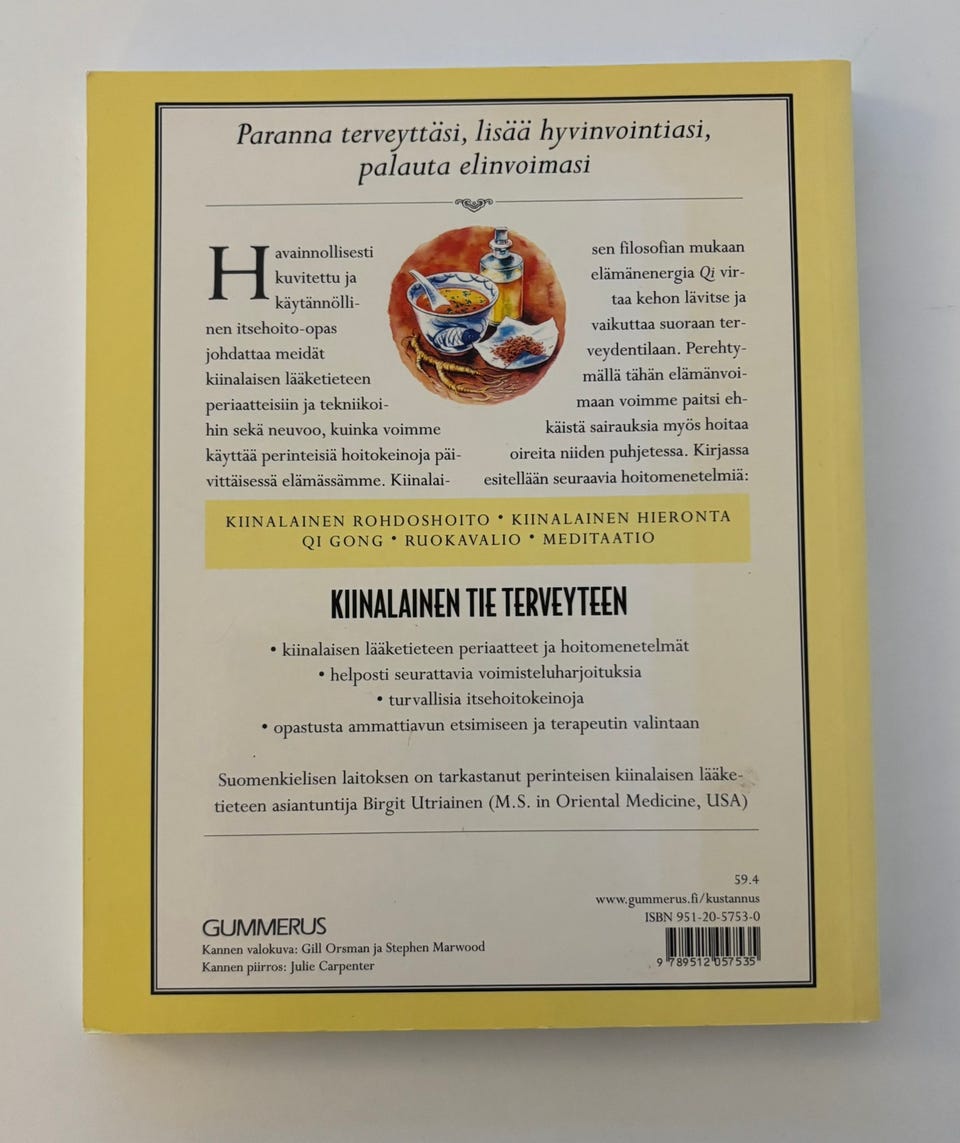 Paranna terveyttäsi, lisää hyvinvointiasi,
palauta elinvoimasi
Havainnollisesti
kuvitettu ja
käytännölli-
nen itsehoito-opas
johdattaa meidät
kiinalaisen lääketieteen
periaatteisiin ja tekniikoi-
hin sekä neuvoo, kuinka voimme
käyttää perinteisiä hoitokeinoja päi-
vittäisessä elämässämme. Kiinalai-
sen filosofian mukaan
elämänenergia Qi vir-
taa kehon lävitse ja
vaikuttaa suoraan ter-
veydentilaan. Perehty-
mällä tähän elämänvoi-
maan voimme paitsi eh-
käistä sairauksia myös hoitaa
oireita niiden puhjetessa. Kirjassa
esitellään seuraavia hoitomenetelmiä:
KIINALAINEN ROHDOSHOITO • KIINALAINEN HIERONTA
QI GONG • RUOKAVALIO • MEDITAATIO
KIINALAINEN TIE TERVEYTEEN
• kiinalaisen lääketieteen periaatteet ja hoitomenetelmät
• helposti seurattavia voimisteluharjoituksia
• turvallisia itsehoitokeinoja
• opastusta ammattiavun etsimiseen ja terapeutin valintaan
Suomenkielisen laitoksen on tarkastanut perinteisen kiinalaisen lääke-
tieteen asiantuntija Birgit Utriainen (M.S. in Oriental Medicine, USA)
59.4
www.gummerus.fi/kustannus
ISBN 951-20-5753-0
9 789512 057535
GUMMERUS
Kannen valokuva: Gill Orsman ja Stephen Marwood
Kannen piirros: Julie Carpenter